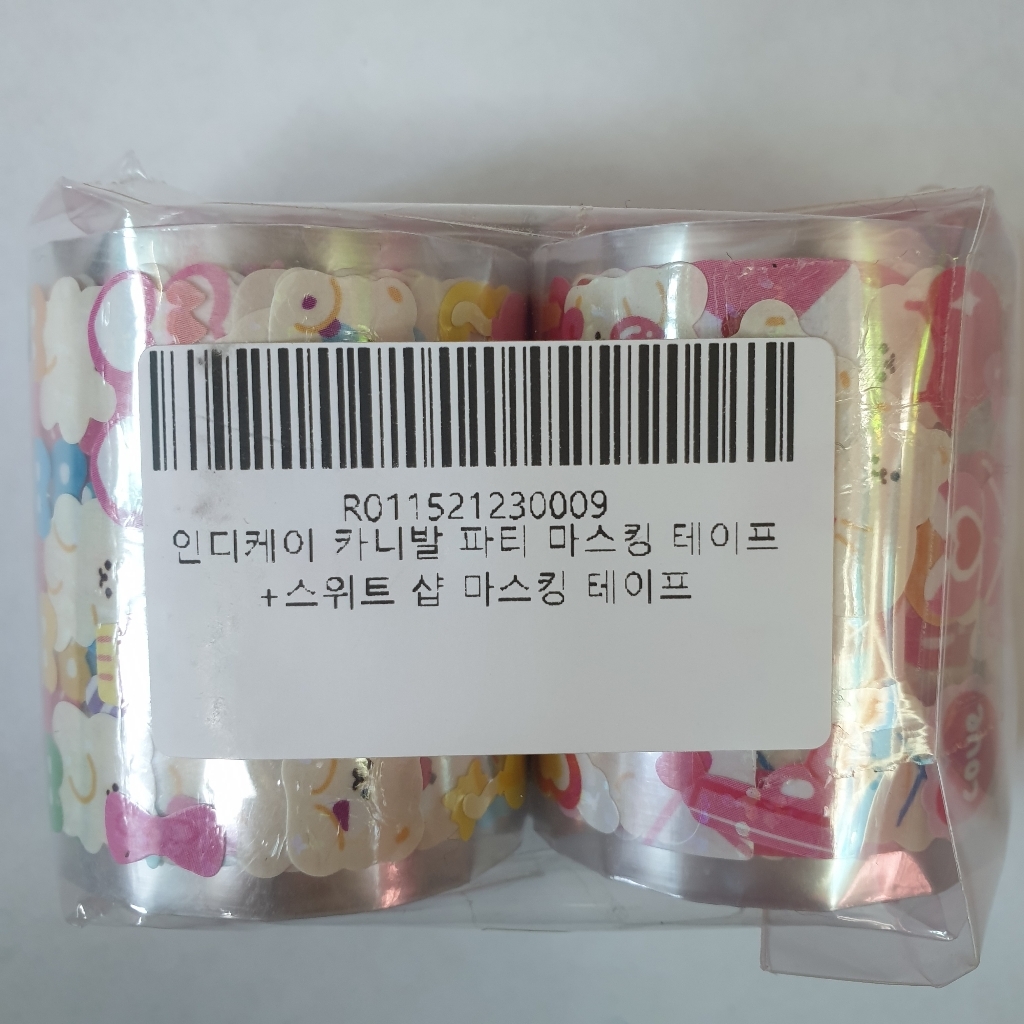 R011521230009
인디케이 카니발 파티 마스킹 테이프
+스위트 샵 마스킹 테이프